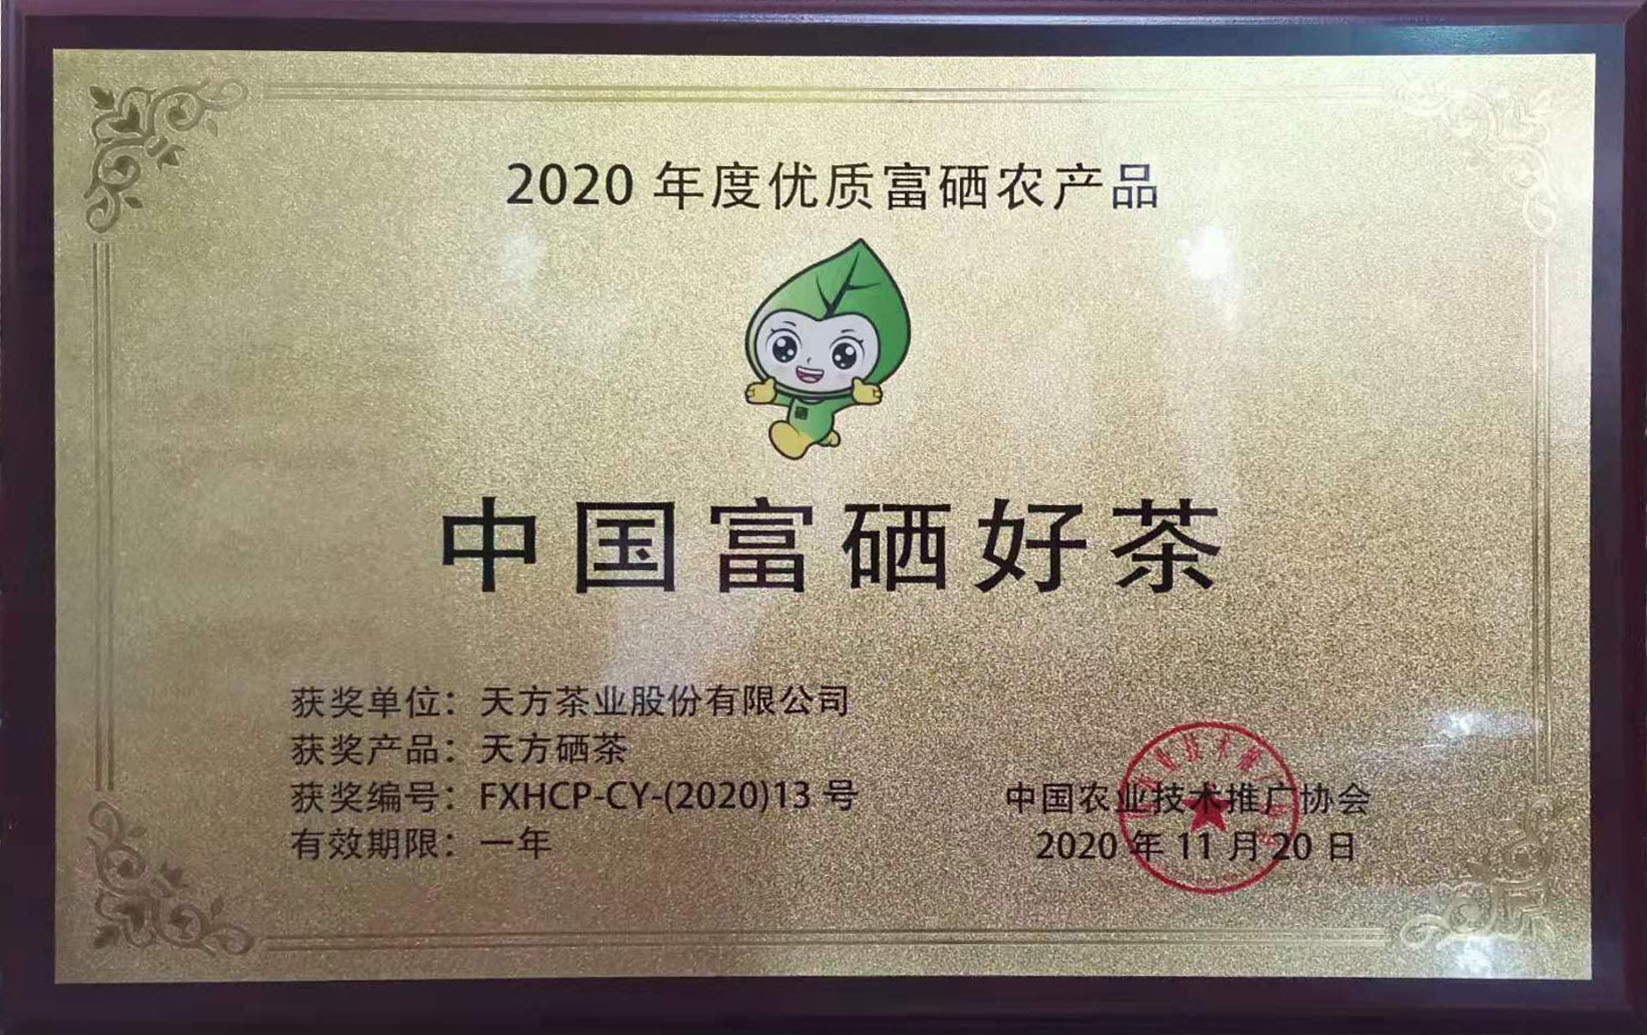 2020 年度优质富硒农产品
硒
中国富硒好茶
获奖单位：天方茶业股份有限公司
获奖产品：天方硒茶
获奖编号：FXHCP-CY-(2020)13 号
有效期限：一年
中国农业技术推广协会
2020 年 11 月 20 日